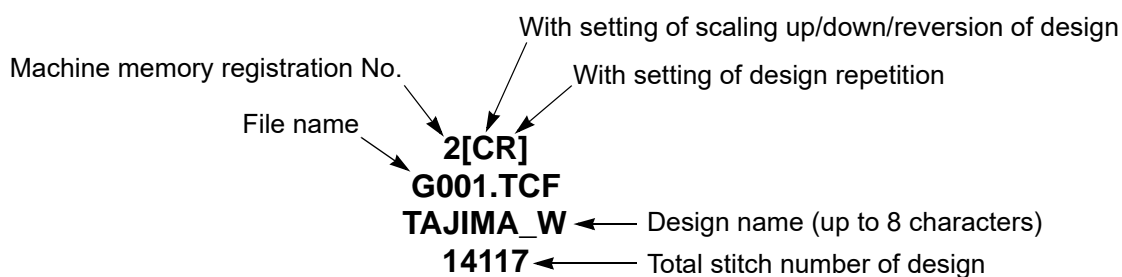 With setting of scaling up/down/reversion of design
Machine memory registration No.
With setting of design repetition
File name
2[CR]
G001.TCF
TAJIMA_W
Design name (up to 8 characters)
14117
Total stitch number of design